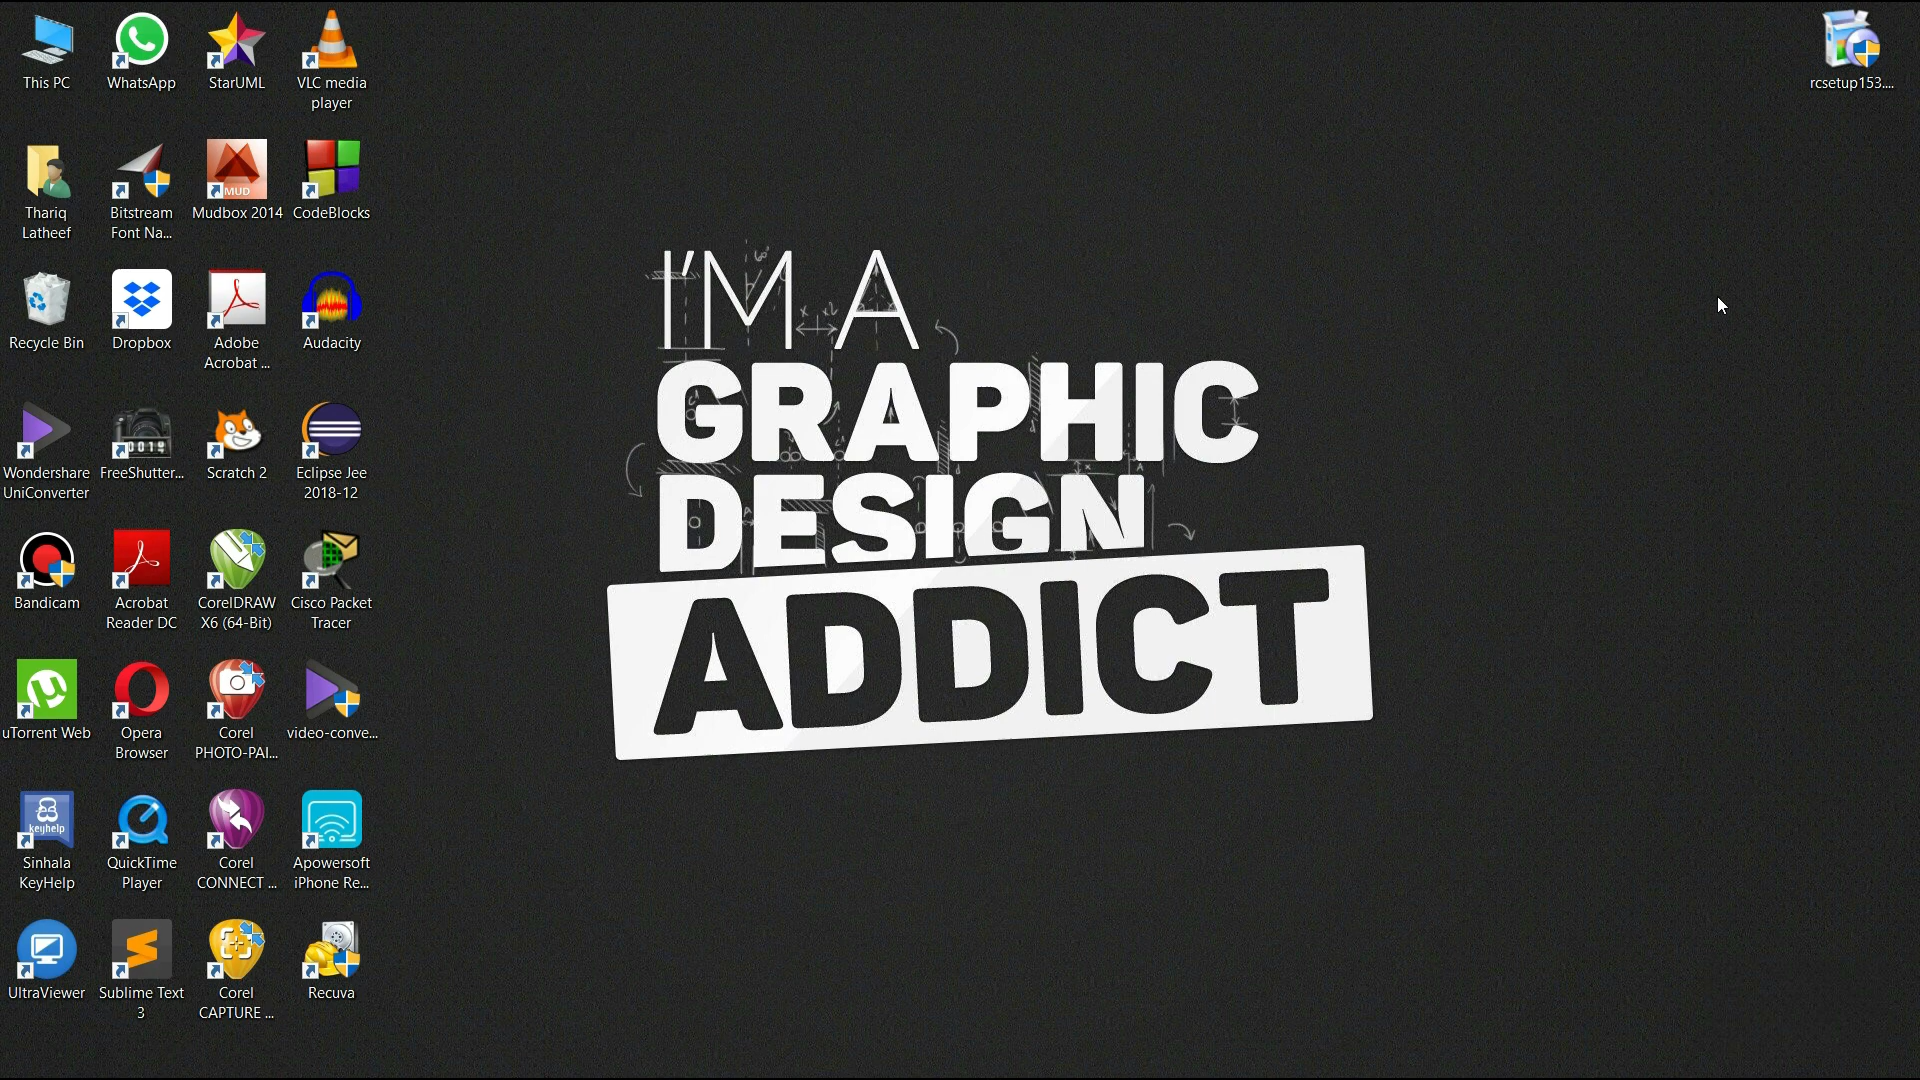 This PC
WhatsApp
StarUML
VLC media
player
rcsetup153....
Thariq
Latheef
Bitstream
Font Na...
MUD
Mudbox 2014
CodeBlocks
Recycle Bin
Dropbox
Adobe
Acrobat ...
Audacity
Wondershare
UniConverter
0019
FreeShutter...
Scratch 2
Eclipse Jee
2018-12
Bandicam
Acrobat
Reader DC
CorelDRAW
X6 (64-Bit)
Cisco Packet
Tracer
uTorrent Web
Opera
Browser
Corel
PHOTO-PAI...
video-conve...
keyhelp
Sinhala
KeyHelp
QuickTime
Player
Corel
CONNECT ...
Apowersoft
iPhone Re...
UltraViewer
Sublime Text
3
Corel
CAPTURE ...
Recuva
I'M A
GRAPHIC
DESIGN
ADDICT